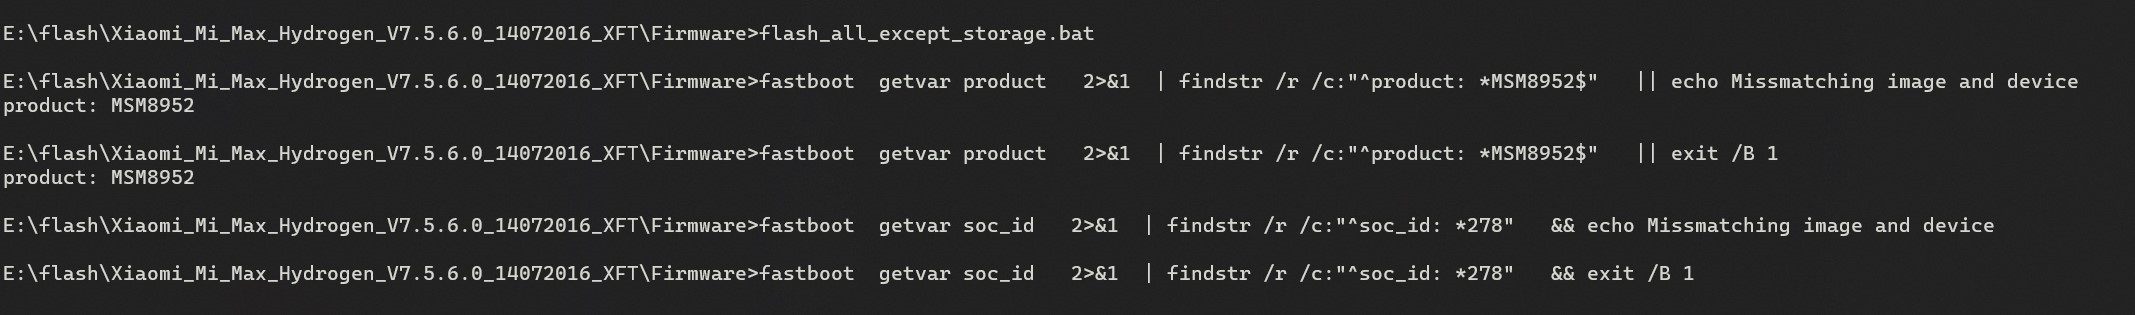 E:\flash\Xiaomi_Mi_Max_Hydrogen_V7.5.6.0_14072016_XFT\Firmware>flash_all_except_storage.bat
E:\flash\Xiaomi_Mi_Max_Hydrogen_V7.5.6.0_14072016_XFT\Firmware>fastboot  getvar product   2>&1  | findstr /r /c:"^product: *MSM8952$"   || echo Missmatching image and device
product: MSM8952
E:\flash\Xiaomi_Mi_Max_Hydrogen_V7.5.6.0_14072016_XFT\Firmware>fastboot  getvar product   2>&1  | findstr /r /c:"^product: *MSM8952$"   || exit /B 1
product: MSM8952
E:\flash\Xiaomi_Mi_Max_Hydrogen_V7.5.6.0_14072016_XFT\Firmware>fastboot  getvar soc_id   2>&1  | findstr /r /c:"^soc_id: *278"   && echo Missmatching image and device
E:\flash\Xiaomi_Mi_Max_Hydrogen_V7.5.6.0_14072016_XFT\Firmware>fastboot  getvar soc_id   2>&1  | findstr /r /c:"^soc_id: *278"   && exit /B 1